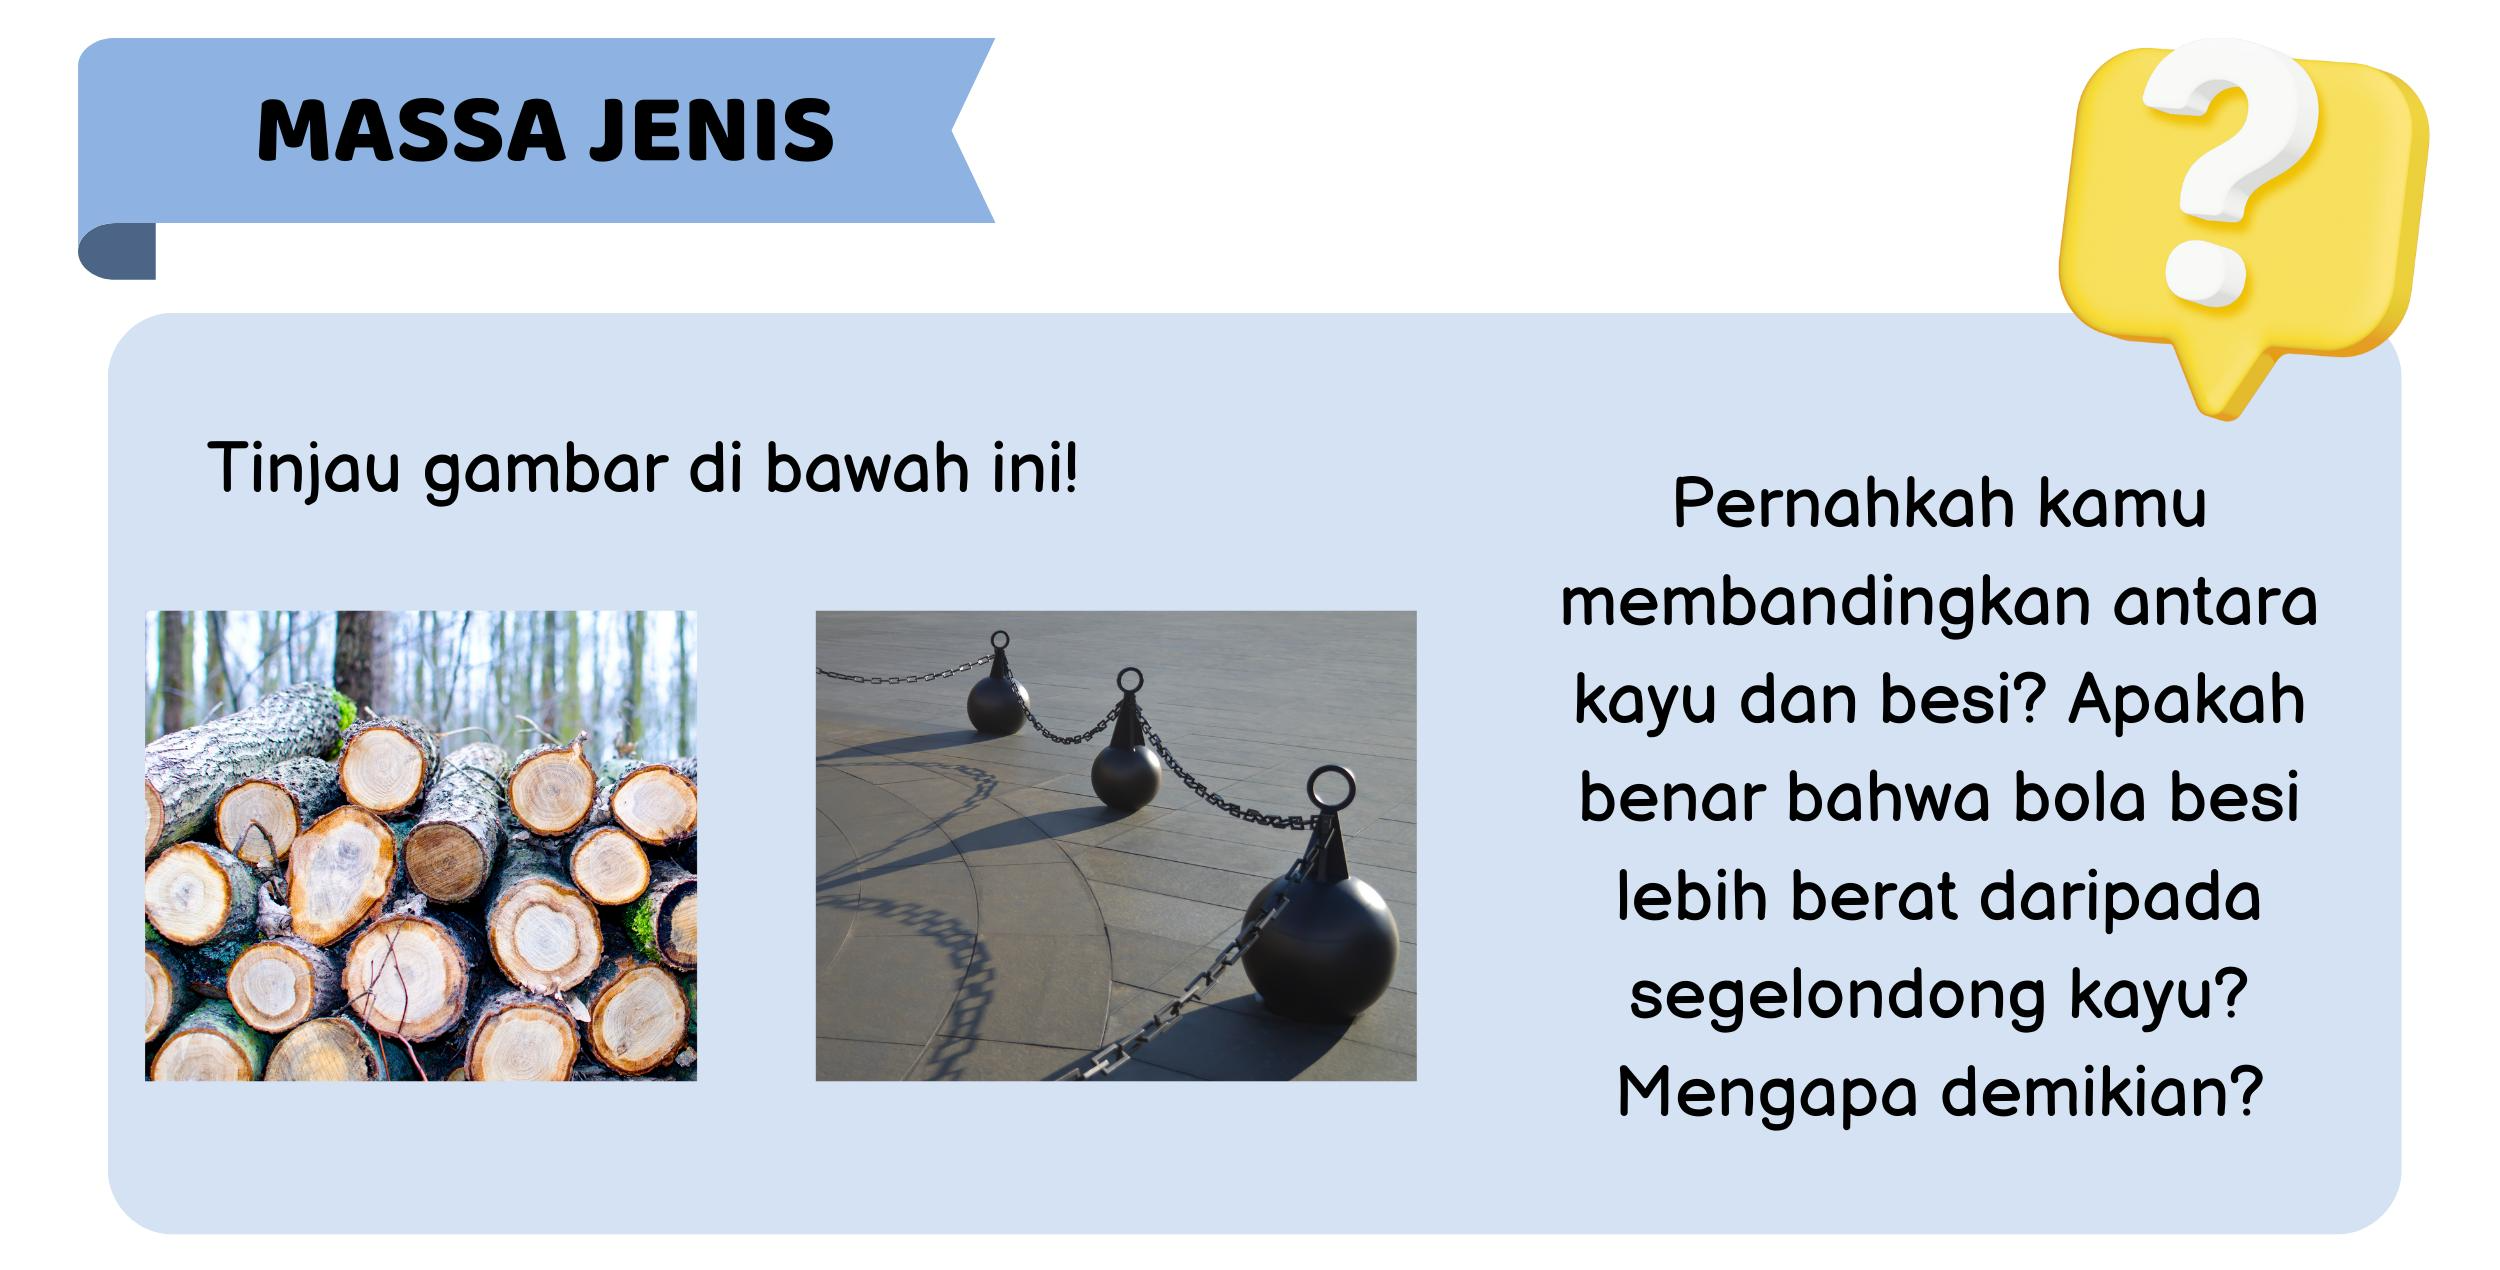 MASSA JENIS
Tinjau gambar di bawah ini!
Pernahkah kamu
membandingkan antara
kayu dan besi? Apakah
benar bahwa bola besi
lebih berat daripada
segelondong kayu?
Mengapa demikian?